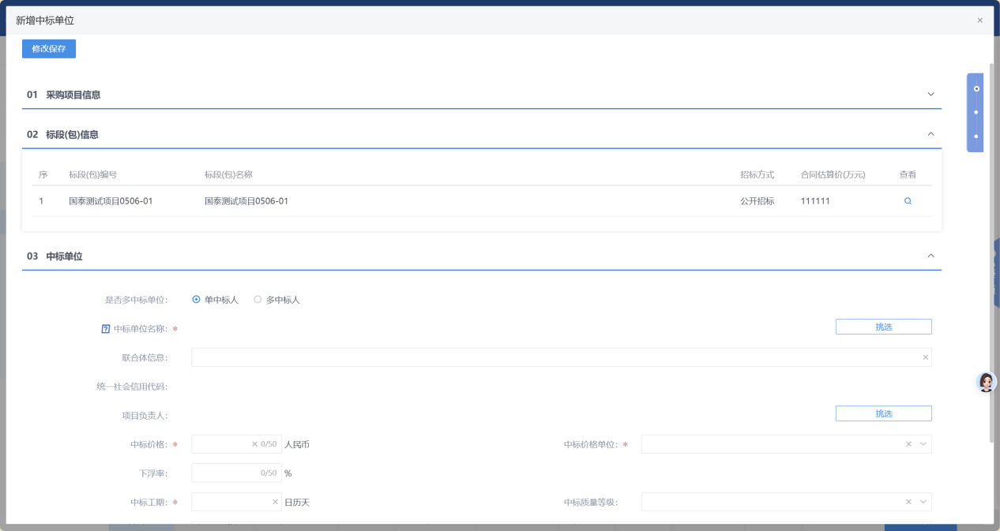 新增中标单位
修改保存
01 采购项目信息
02 标段(包)信息
序 标段(包)编号 标段(包)名称 招标方式 合同估算价(万元) 查看
1 国泰测试项目0506-01 国泰测试项目0506-01 公开招标 111111
03 中标单位
是否多中标单位: 单中标人 多中标人
中标单位名称: * 挑选
联合体信息:
统一社会信用代码:
项目负责人: 挑选
中标价格: * 0/50 人民币 中标价格单位: *
下浮率: 0/50 %
中标工期: * 日历天 中标质量等级: